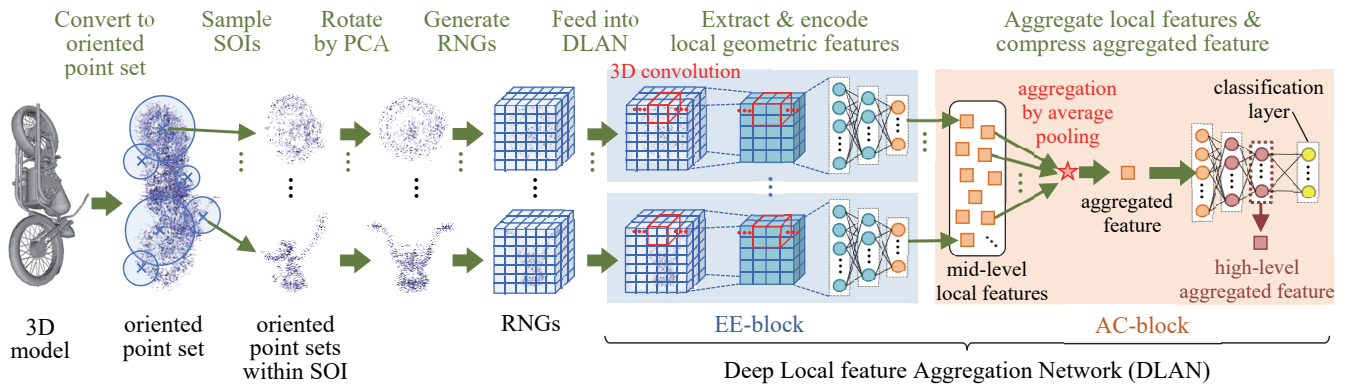 Convert to
oriented
point set
Sample
SOIs
Rotate
by PCA
Generate
RNGs
Feed into
DLAN
Extract & encode
local geometric features
Aggregate local features &
compress aggregated feature
3D convolution
aggregation
by average
pooling
classification
layer
aggregated
feature
mid-level
local features
high-level
aggregated feature
3D
model
oriented
point set
oriented
point sets
within SOI
RNGs
EE-block
AC-block
Deep Local feature Aggregation Network (DLAN)